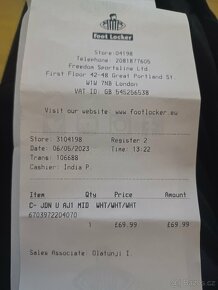 Foot Locker
Store:04198
Telephone 2081877605
Freedom Sportsline Ltd
First Floor 42-48 Great Portland St
W1W 7NB London
VAT ID: GB 545266538
Visit our website www.footlocker.eu
Store: 3104198 Register 2
Date: 06/05/2023 Time: 13:22
Trans: 106688
Cashier: India P.
Item Qty Price Amount
C- JDN U AJ1 MID WHT/WHT/WHT
6703972204070
1 £69.99 £69.99
Sales Associate: Olatunji I.